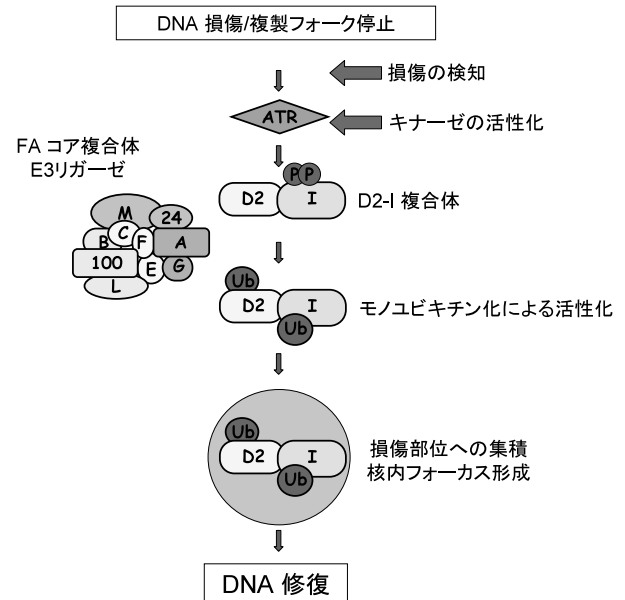 DNA 損傷/複製フォーク停止
損傷の検知
ATR
キナーゼの活性化
FA コア複合体
E3リガーゼ
M
24
C
B
F
A
100
E
G
L
P P
D2
I
D2-I 複合体
Ub
D2
I
Ub
モノユビキチン化による活性化
Ub
D2
I
Ub
損傷部位への集積
核内フォーカス形成
DNA 修復